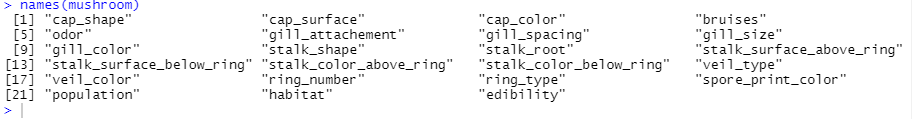 > names(mushroom)
 [1] "cap_shape"                "cap_surface"              "cap_color"                "bruises"
 [5] "odor"                     "gill_attachement"         "gill_spacing"             "gill_size"
 [9] "gill_color"               "stalk_shape"              "stalk_root"               "stalk_surface_above_ring"
[13] "stalk_surface_below_ring" "stalk_color_above_ring"   "stalk_color_below_ring"   "veil_type"
[17] "veil_color"               "ring_number"              "ring_type"                "spore_print_color"
[21] "population"               "habitat"                  "edibility"
>